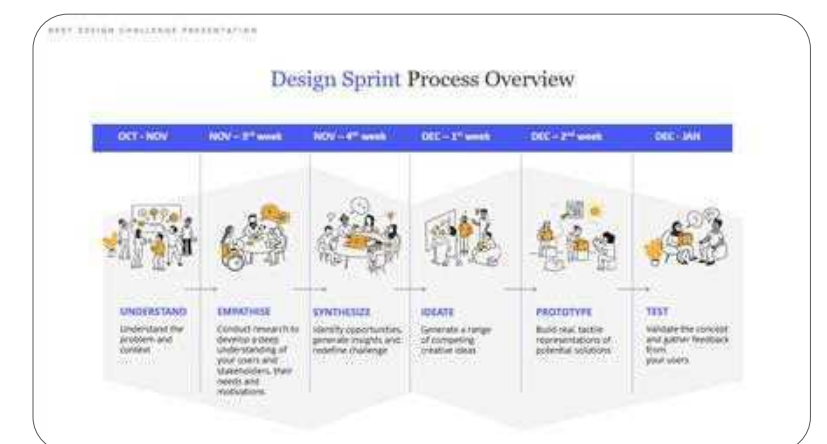 BEST DESIGN CHALLENGE PRESENTATION
Design Sprint Process Overview
OCT - NOV
NOV – 3rd week
NOV – 4th week
DEC – 1st week
DEC – 2nd week
DEC - JAN
UNDERSTAND
Understand the
problem and
context
EMPATHISE
Conduct research to
develop a deep
understanding of
your users and
stakeholders, their
needs and
motivations.
SYNTHESIZE
Identify opportunities,
generate insights and
redefine challenge
IDEATE
Generate a range
of competing
creative ideas
PROTOTYPE
Build real, tactile
representations of
potential solutions
TEST
Validate the concept
and gather feedback
from
your users